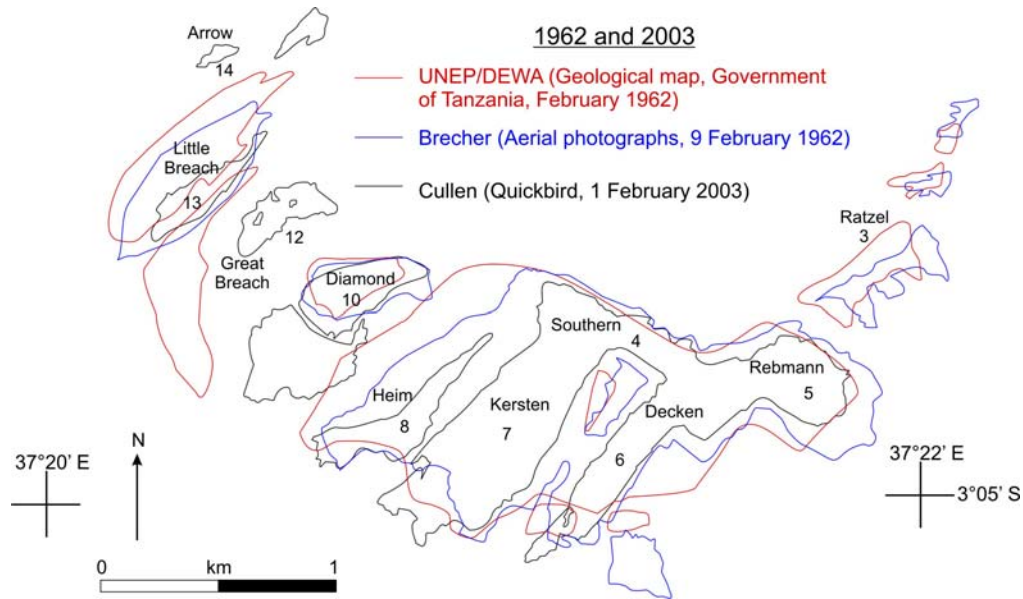 1962 and 2003
UNEP/DEWA (Geological map, Government
of Tanzania, February 1962)
Brecher (Aerial photographs, 9 February 1962)
Cullen (Quickbird, 1 February 2003)
Arrow
14
Little
Breach
13
12
Great
Breach
Diamond
10
Ratzel
3
Southern
4
Rebmann
5
Heim
8
Kersten
7
Decken
6
N
37°20' E
37°22' E
3°05' S
0 km 1